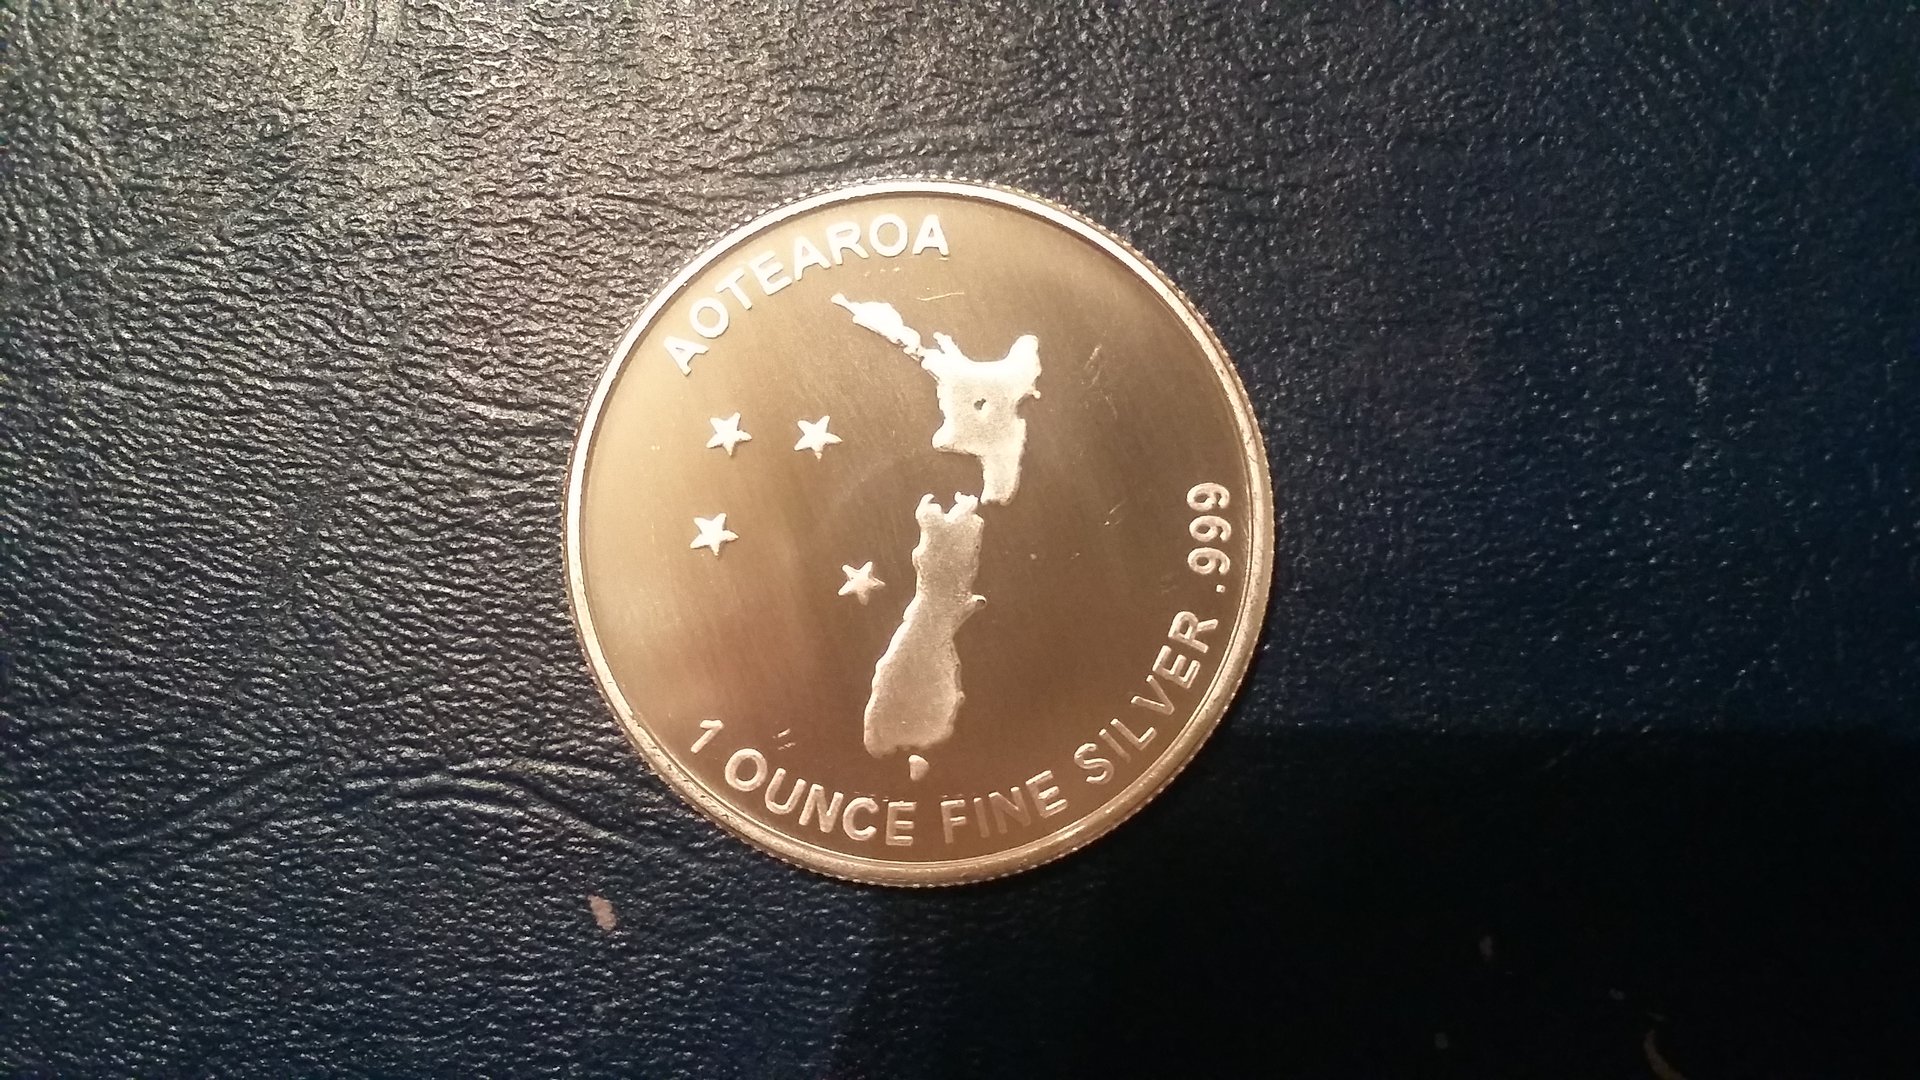 AOTEAROA
1 OUNCE FINE SILVER .999